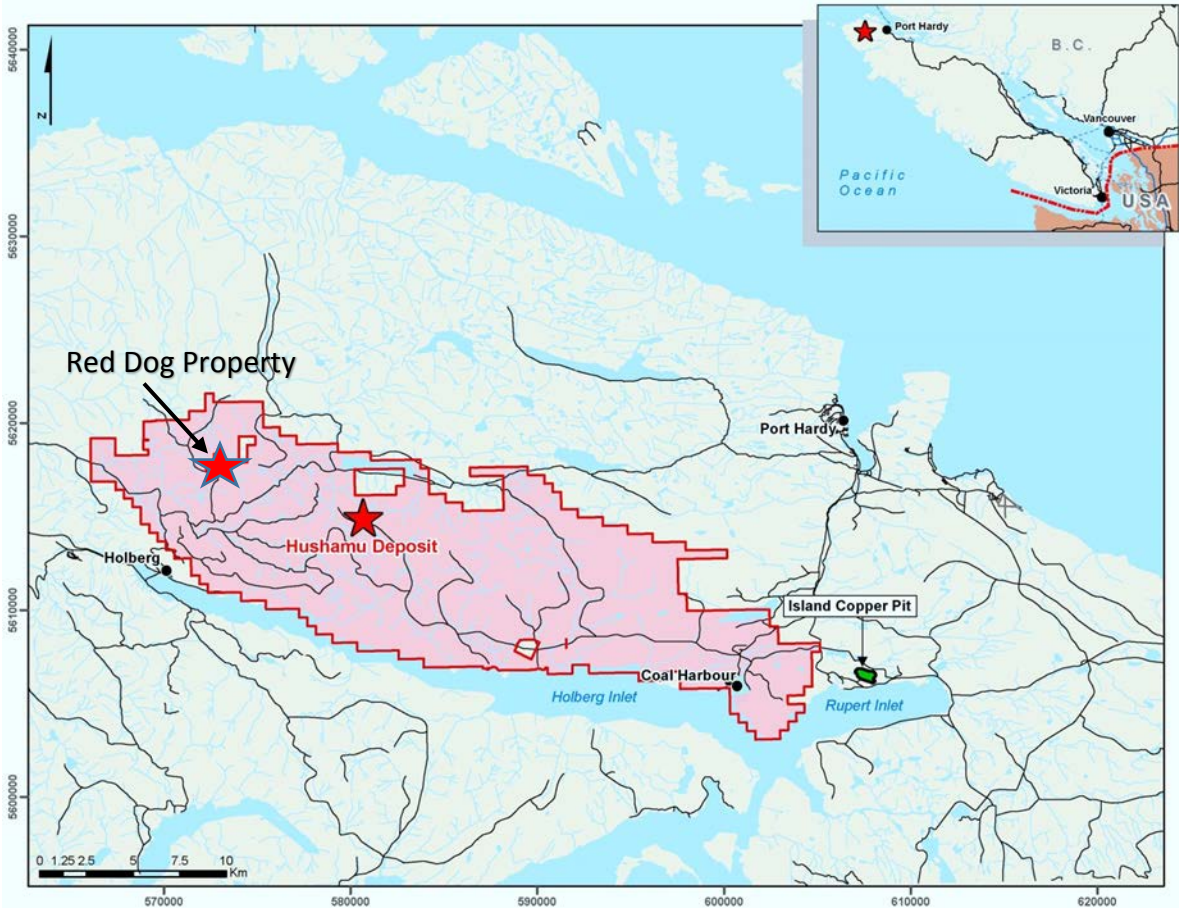 5640000
5630000
5620000
5610000
5600000
N
Port Hardy
B.C.
Vancouver
Victoria
USA
Pacific
Ocean
Red Dog Property
Port Hardy
Hushamu Deposit
Holberg
Island Copper Pit
Coal Harbour
Holberg Inlet
Rupert Inlet
0 1.25 2.5 5 7.5 10
Km
570000 580000 590000 600000 610000 620000